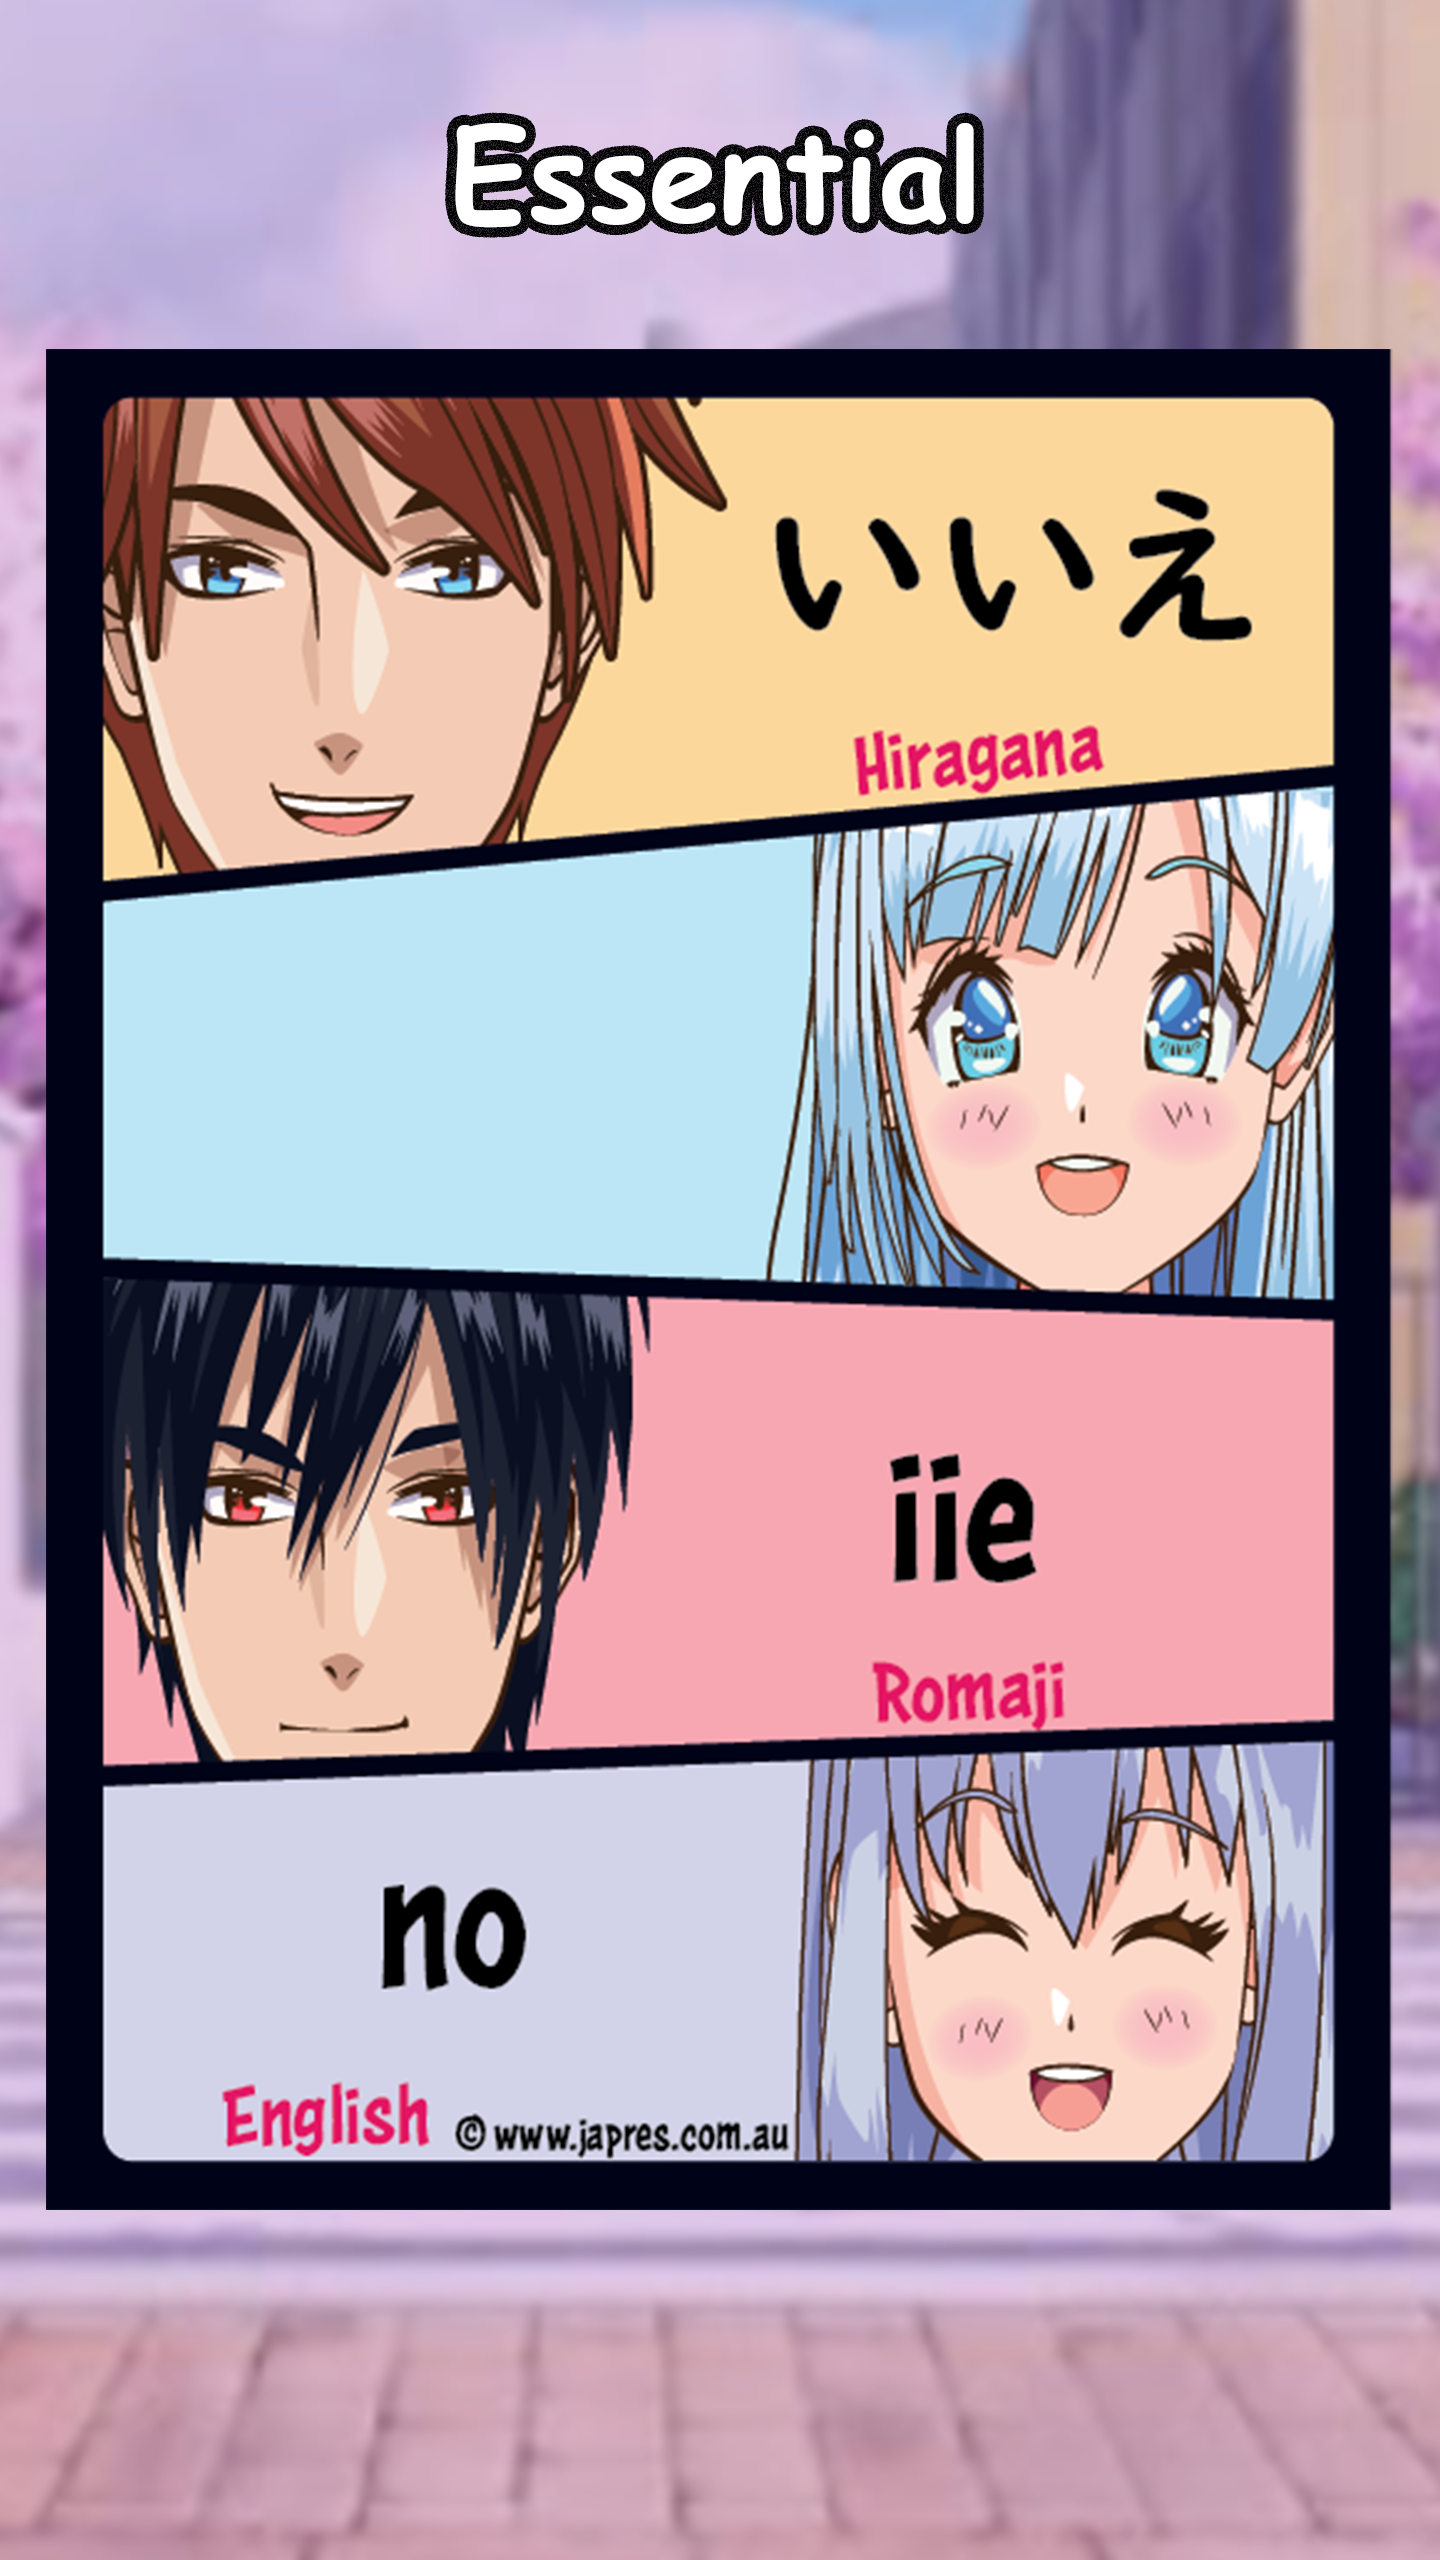 Essential
いいえ
Hiragana
iie
Romaji
no
English © www.japres.com.au